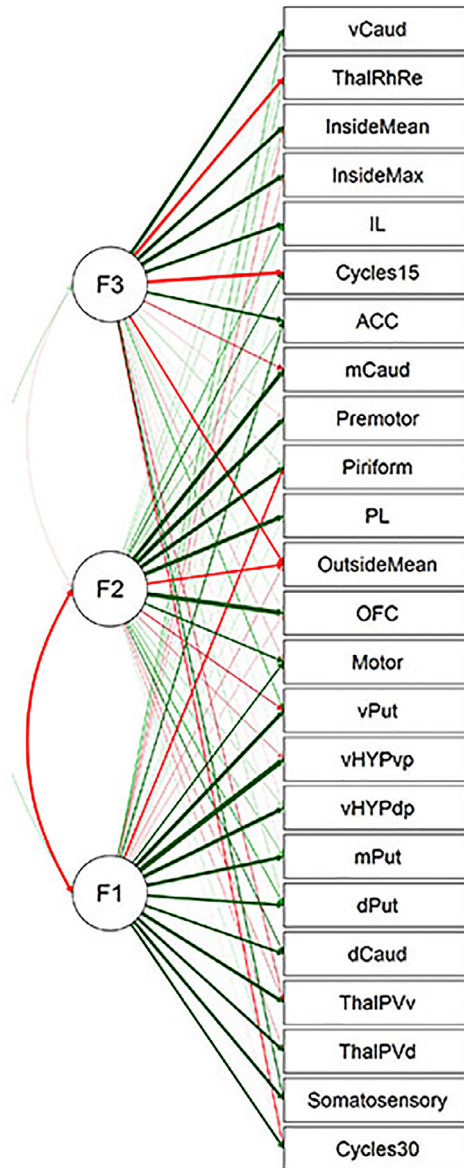 vCaud
ThalRhRe
InsideMean
InsideMax
IL
F3
Cycles15
ACC
mCaud
Premotor
Piriform
PL
OutsideMean
F2
OFC
Motor
vPut
vHYPvp
vHYPdp
mPut
F1
dPut
dCaud
ThalPVv
ThalPVd
Somatosensory
Cycles30